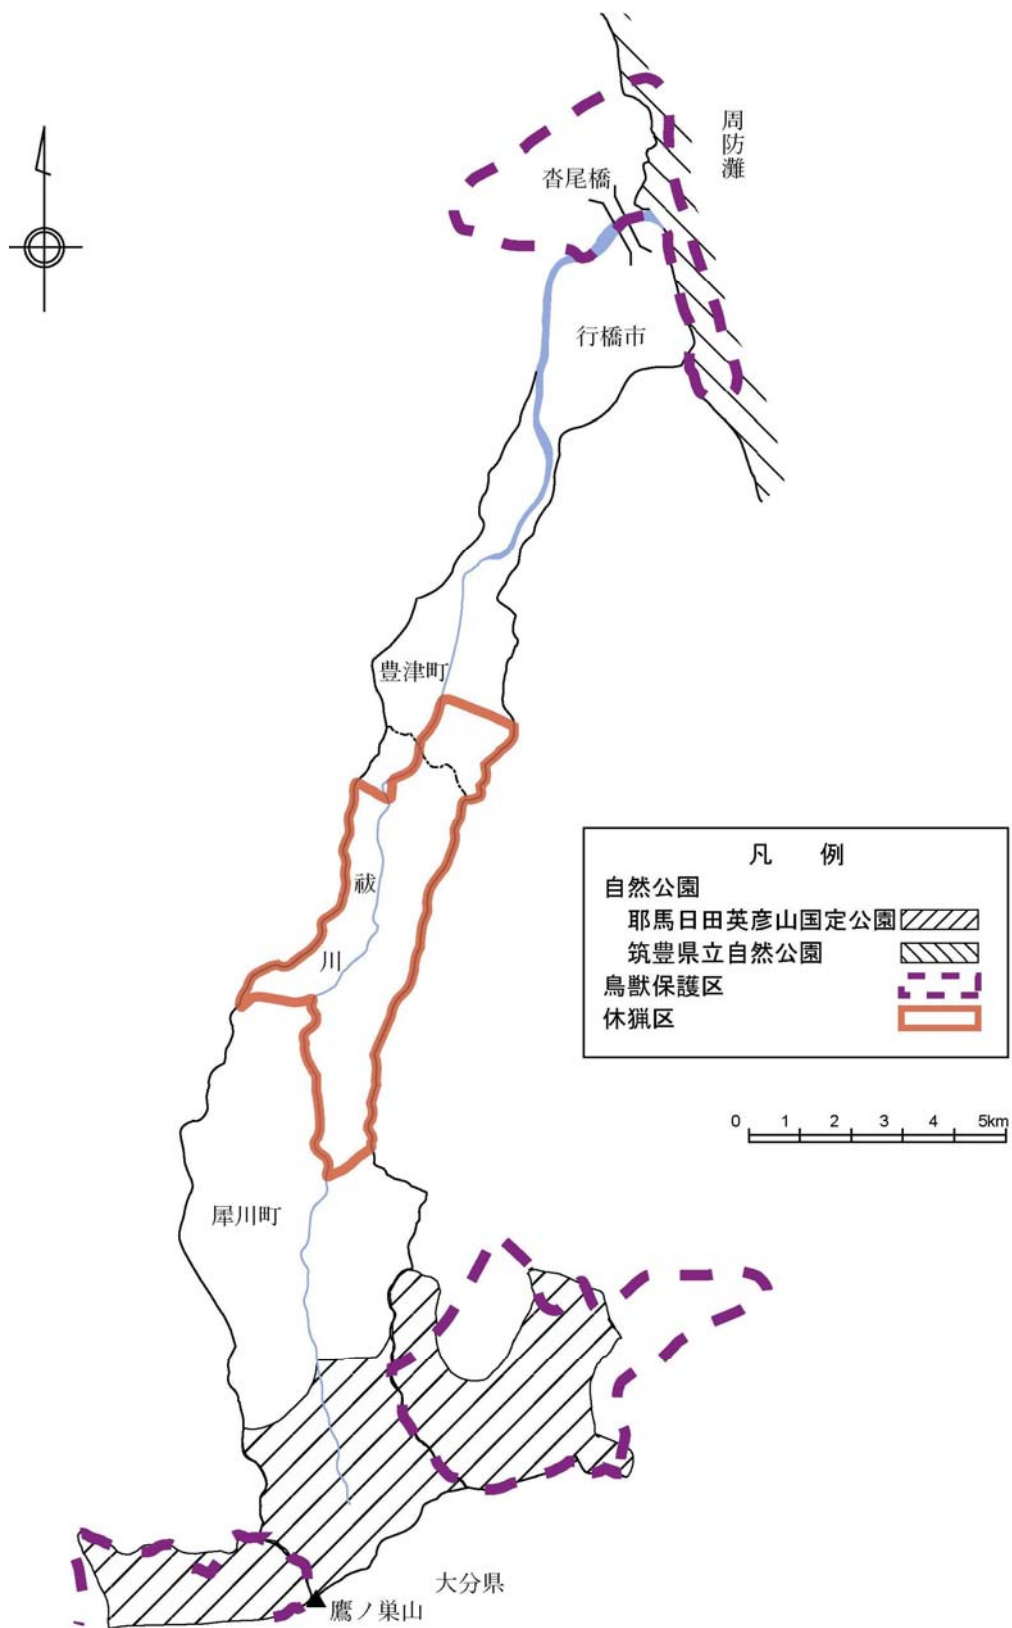 周防灘
沓尾橋
行橋市
豊津町
祓川
犀川町
大分県
鷹ノ巣山
凡 例
自然公園
耶馬日田英彦山国定公園
筑豊県立自然公園
鳥獣保護区
休猟区
0 1 2 3 4 5km